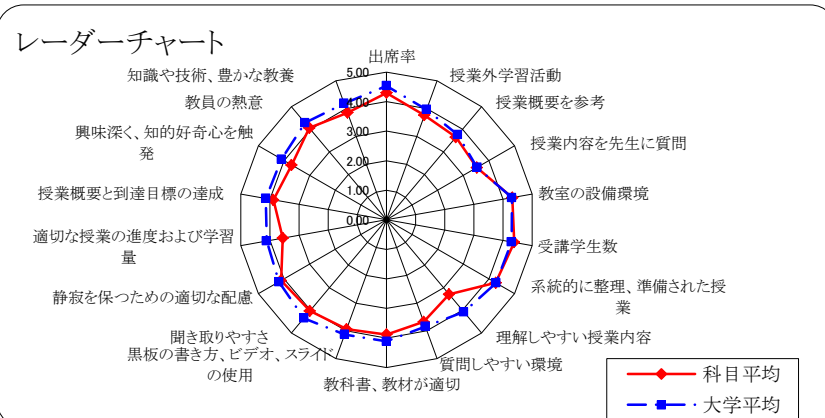 レーダーチャート
出席率
授業外学習活動
授業概要を参考
授業内容を先生に質問
教室の設備環境
受講学生数
系統的に整理、準備された授
業
理解しやすい授業内容
質問しやすい環境
教科書、教材が適切
黒板の書き方、ビデオ、スライド
の使用
聞き取りやすさ
静寂を保つための適切な配慮
適切な授業の進度および学習
量
授業概要と到達目標の達成
興味深く、知的好奇心を触
発
教員の熱意
知識や技術、豊かな教養
5.00
4.00
3.00
2.00
1.00
0.00
科目平均
大学平均